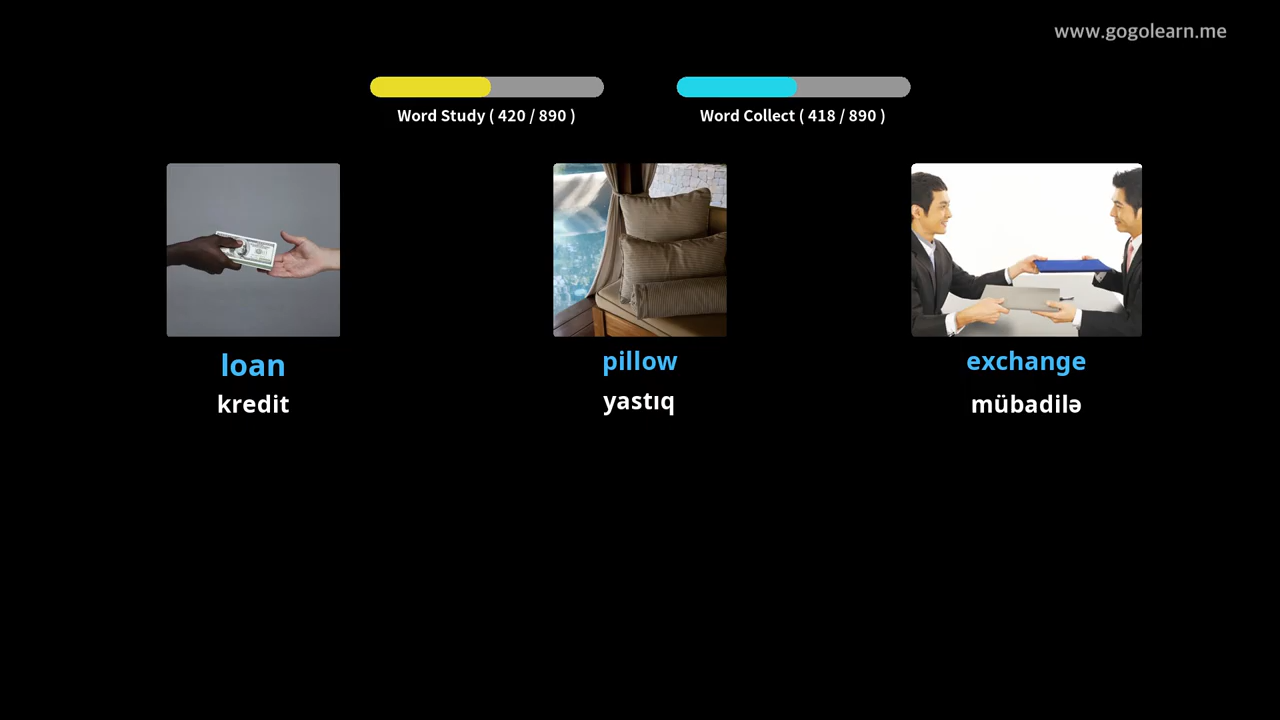 www.gogolearn.me
Word Study ( 420 / 890 )
Word Collect ( 418 / 890 )
loan
pillow
exchange
kredit
yastıq
mübadilə